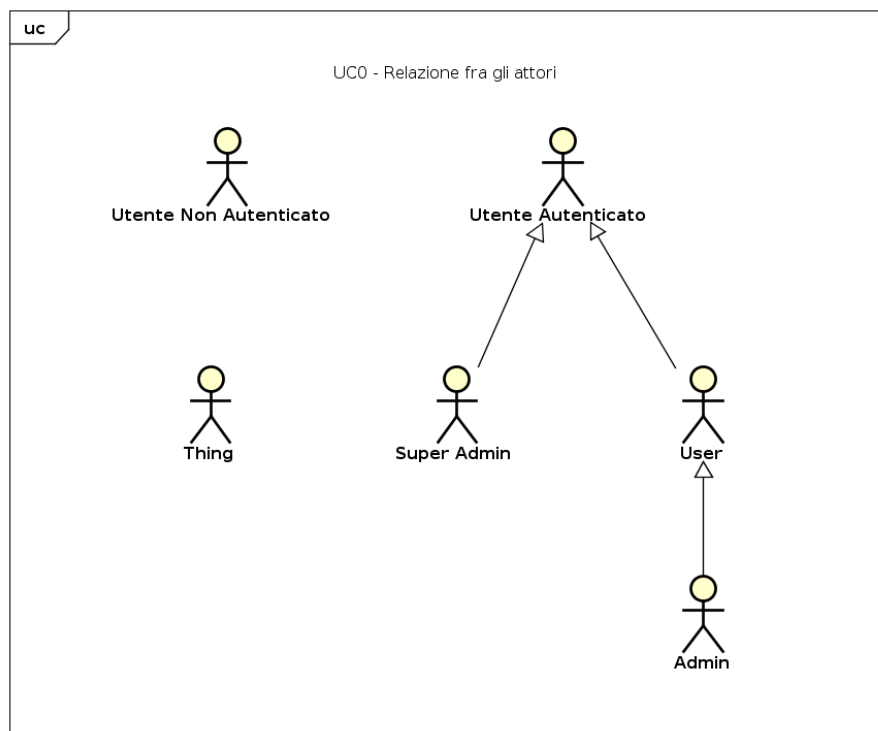 uc
UC0 - Relazione fra gli attori
Utente Non Autenticato
Utente Autenticato
Thing
Super Admin
User
Admin